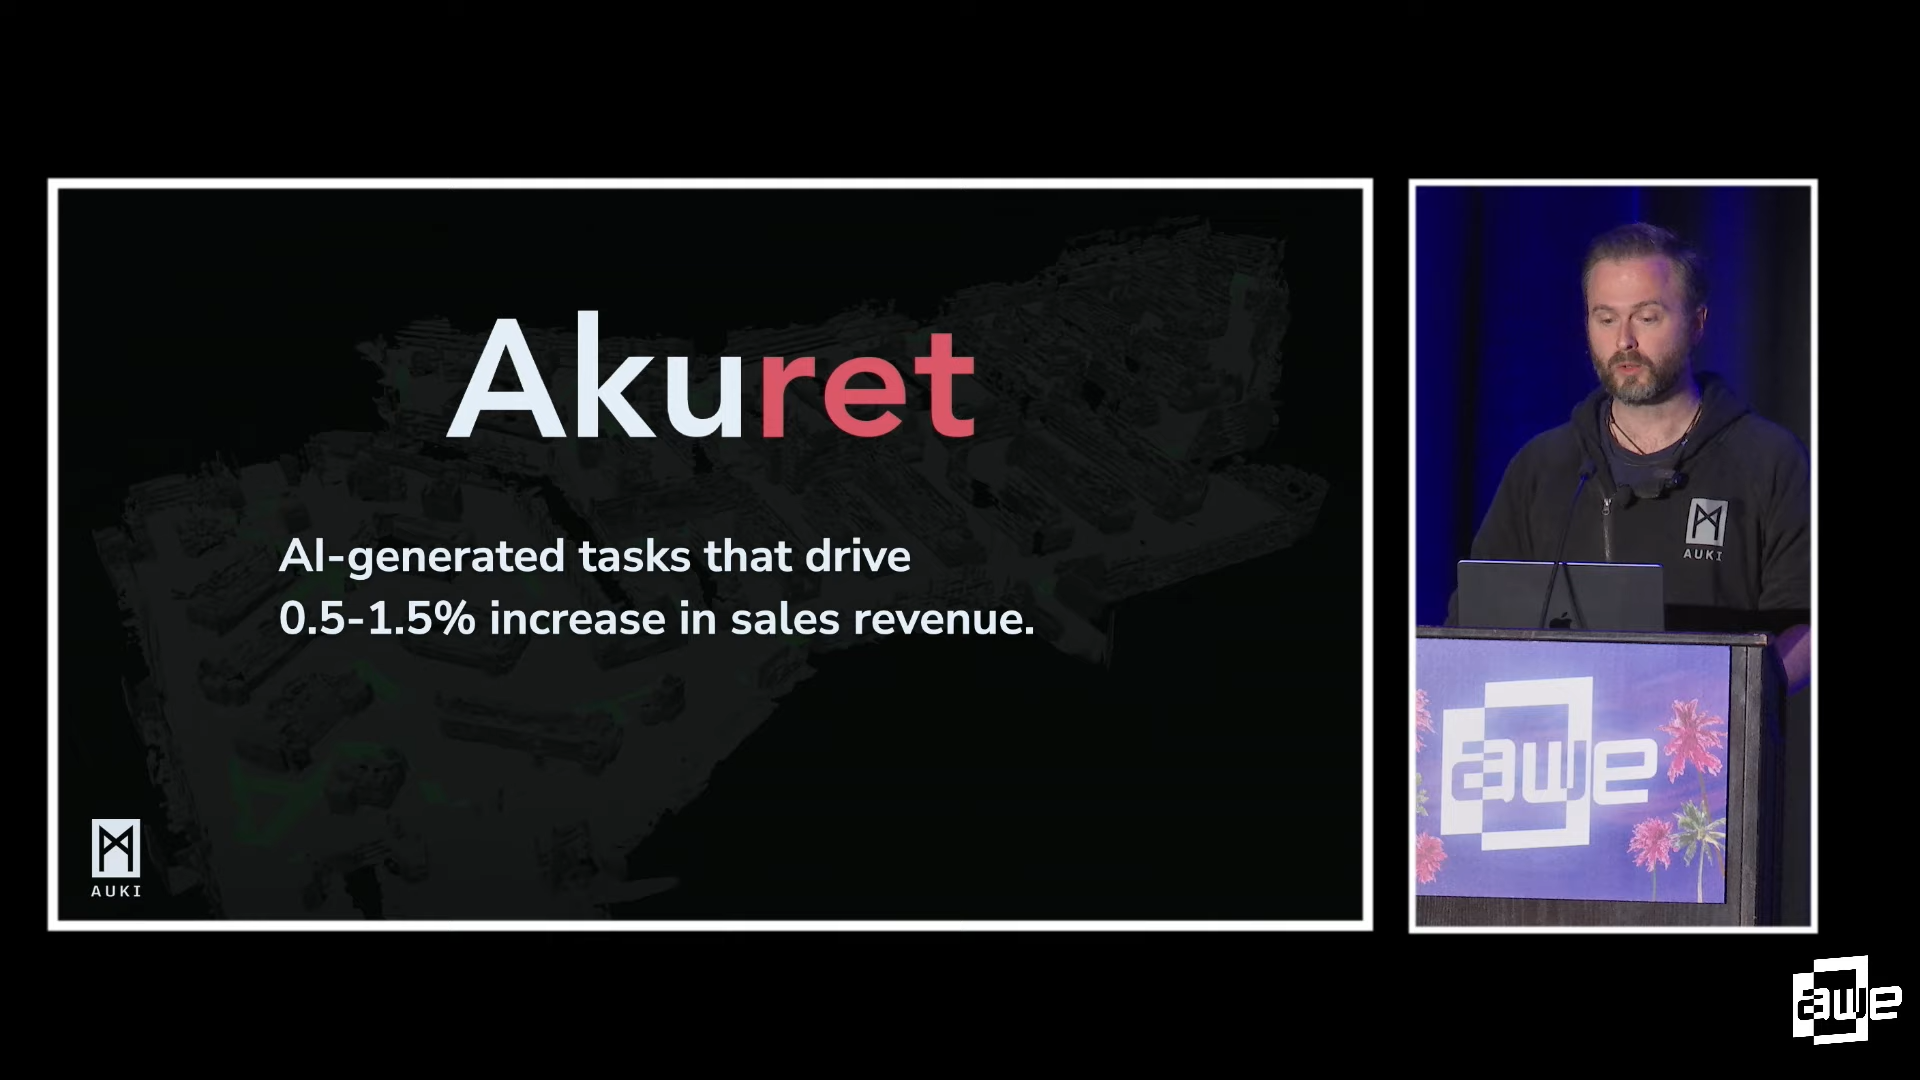 Akuret
AI-generated tasks that drive
0.5-1.5% increase in sales revenue.
AUKI
AUKI
awe
awe